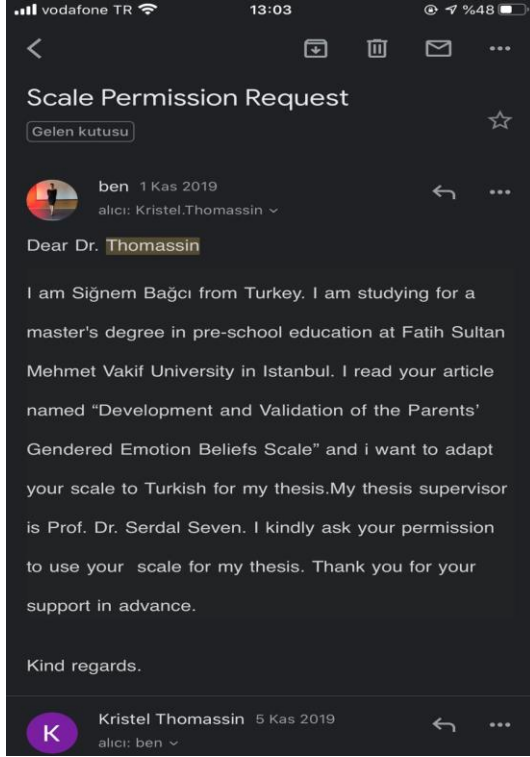 vodafone TR 13:03 %48
Scale Permission Request
Gelen kutusu
ben 1 Kas 2019
alıcı: Kristel.Thomassin
Dear Dr. Thomassin
I am Siğnem Bağcı from Turkey. I am studying for a
master's degree in pre-school education at Fatih Sultan
Mehmet Vakif University in Istanbul. I read your article
named “Development and Validation of the Parents’
Gendered Emotion Beliefs Scale” and i want to adapt
your scale to Turkish for my thesis.My thesis supervisor
is Prof. Dr. Serdal Seven. I kindly ask your permission
to use your scale for my thesis. Thank you for your
support in advance.
Kind regards.
K
Kristel Thomassin 5 Kas 2019
alıcı: ben